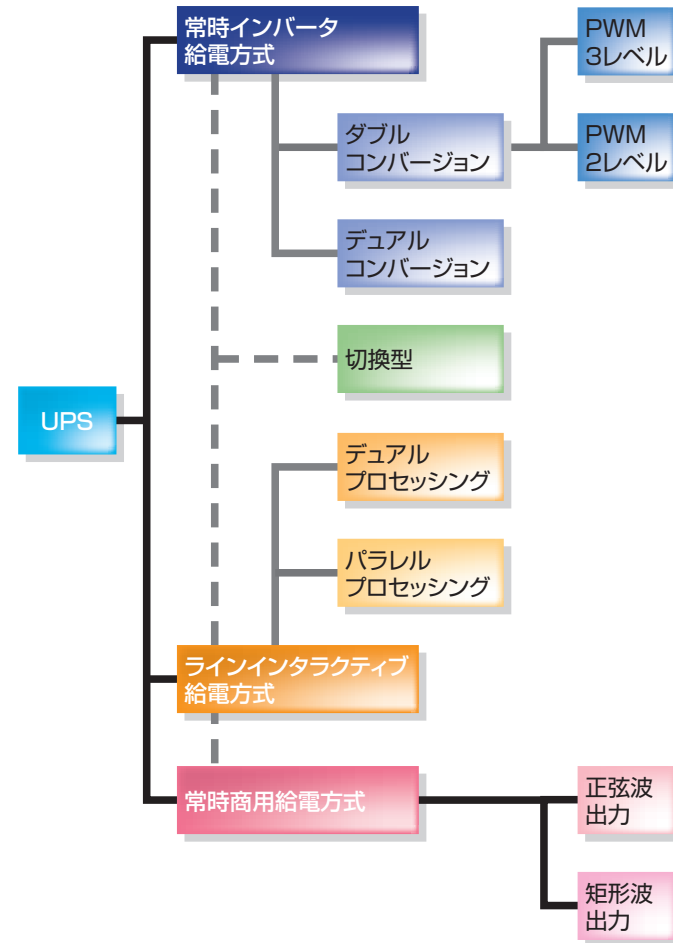 常時インバータ
給電方式
PWM
3レベル
ダブル
コンバージョン
PWM
2レベル
デュアル
コンバージョン
切換型
UPS
デュアル
プロセッシング
パラレル
プロセッシング
ラインインタラクティブ
給電方式
常時商用給電方式
正弦波
出力
矩形波
出力